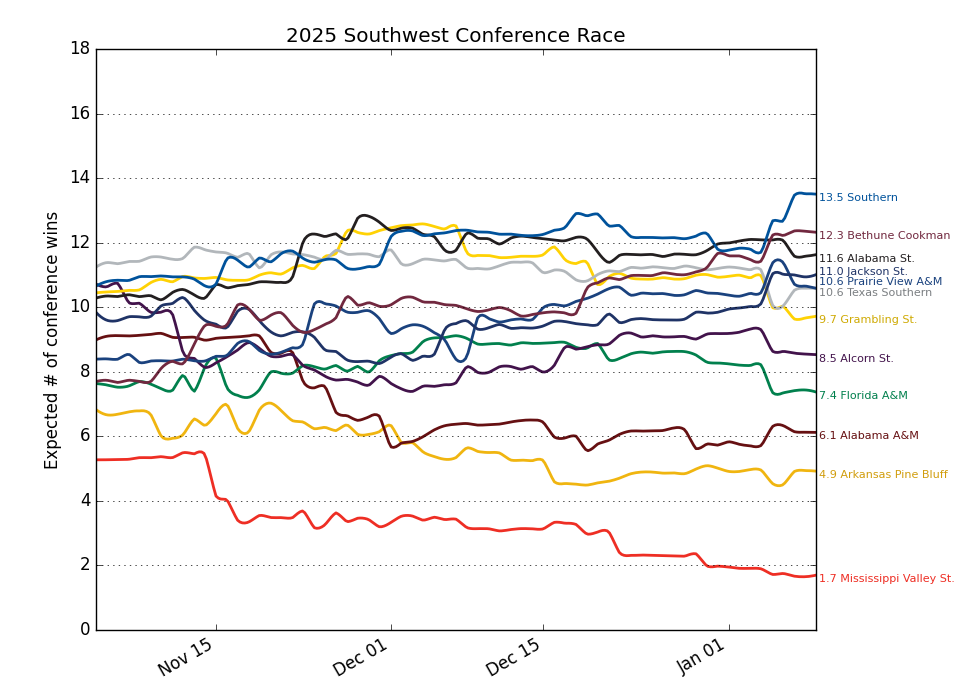 2025 Southwest Conference Race
Expected # of conference wins
18
16
14
12
10
8
6
4
2
0
Nov 15
Dec 01
Dec 15
Jan 01
13.5 Southern
12.3 Bethune Cookman
11.6 Alabama St.
11.0 Jackson St.
10.6 Prairie View A&M
10.6 Texas Southern
9.7 Grambling St.
8.5 Alcorn St.
7.4 Florida A&M
6.1 Alabama A&M
4.9 Arkansas Pine Bluff
1.7 Mississippi Valley St.